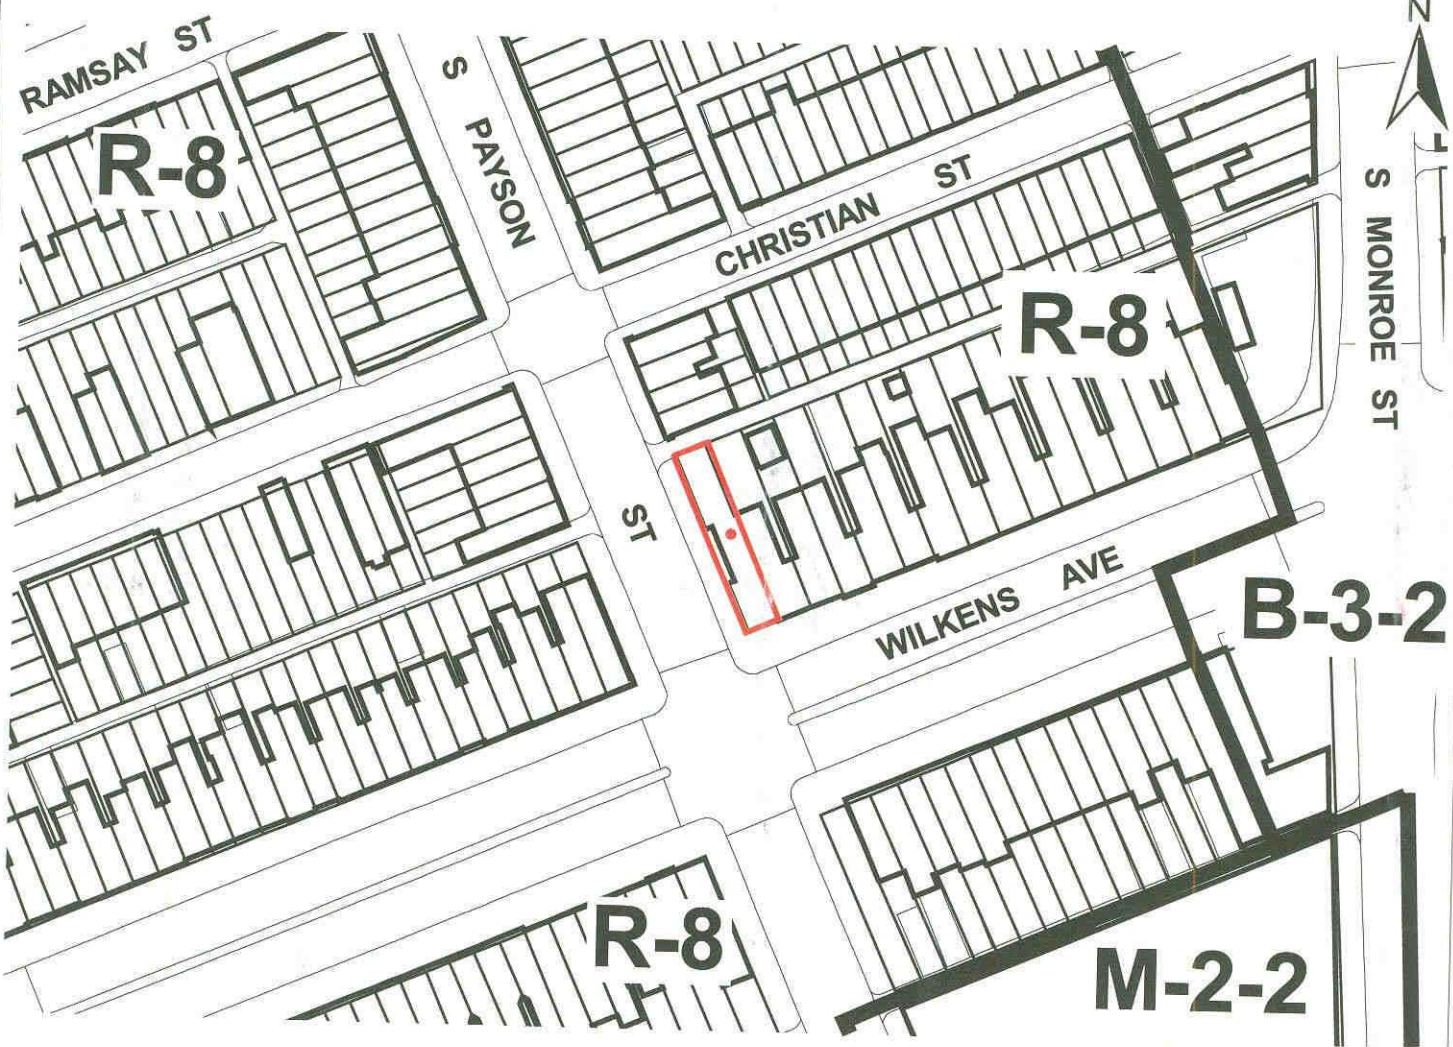 N
RAMSAY ST
S PAYSON ST
R-8
CHRISTIAN ST
S MONROE ST
R-8
WILKENS AVE
B-3-2
R-8
M-2-2